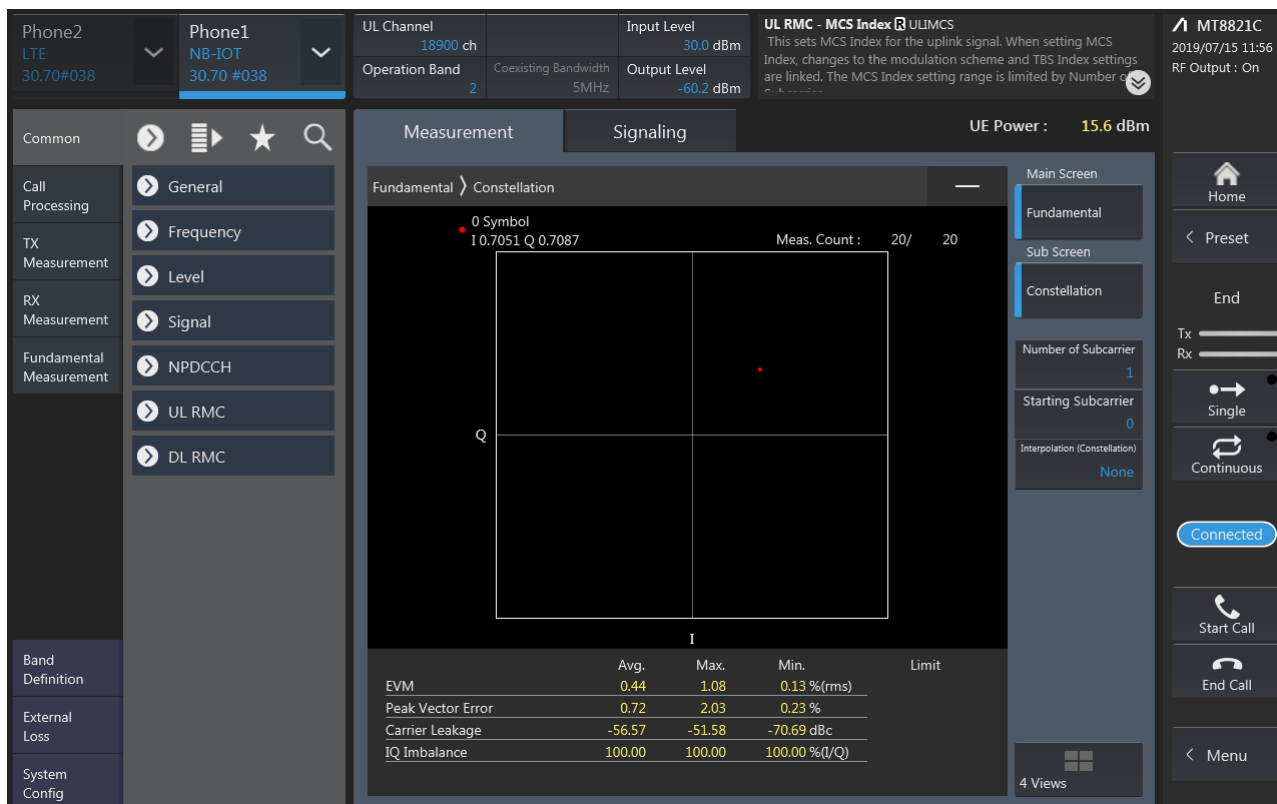 Phone2
LTE
30.70#038
Phone1
NB-IOT
30.70 #038
UL Channel
18900 ch
Operation Band
2
Coexisting Bandwidth
5MHz
Input Level
30.0 dBm
Output Level
-60.2 dBm
UL RMC - MCS Index R ULIMCS
This sets MCS Index for the uplink signal. When setting MCS
Index, changes to the modulation scheme and TBS Index settings
are linked. The MCS Index setting range is limited by Number of
MT8821C
2019/07/15 11:56
RF Output : On
Common
Call
Processing
TX
Measurement
RX
Measurement
Fundamental
Measurement
Band
Definition
External
Loss
System
Config
General
Frequency
Level
Signal
NPDCCH
UL RMC
DL RMC
Measurement
Signaling
UE Power : 15.6 dBm
Fundamental 〉 Constellation
0 Symbol
I 0.7051 Q 0.7087
Meas. Count : 20/ 20
Q
I
Avg. Max. Min. Limit
EVM 0.44 1.08 0.13 %(rms)
Peak Vector Error 0.72 2.03 0.23 %
Carrier Leakage -56.57 -51.58 -70.69 dBc
IQ Imbalance 100.00 100.00 100.00 %(I/Q)
Main Screen
Fundamental
Sub Screen
Constellation
Number of Subcarrier
1
Starting Subcarrier
0
Interpolation (Constellation)
None
4 Views
Home
Preset
End
Tx
Rx
Single
Continuous
Connected
Start Call
End Call
Menu